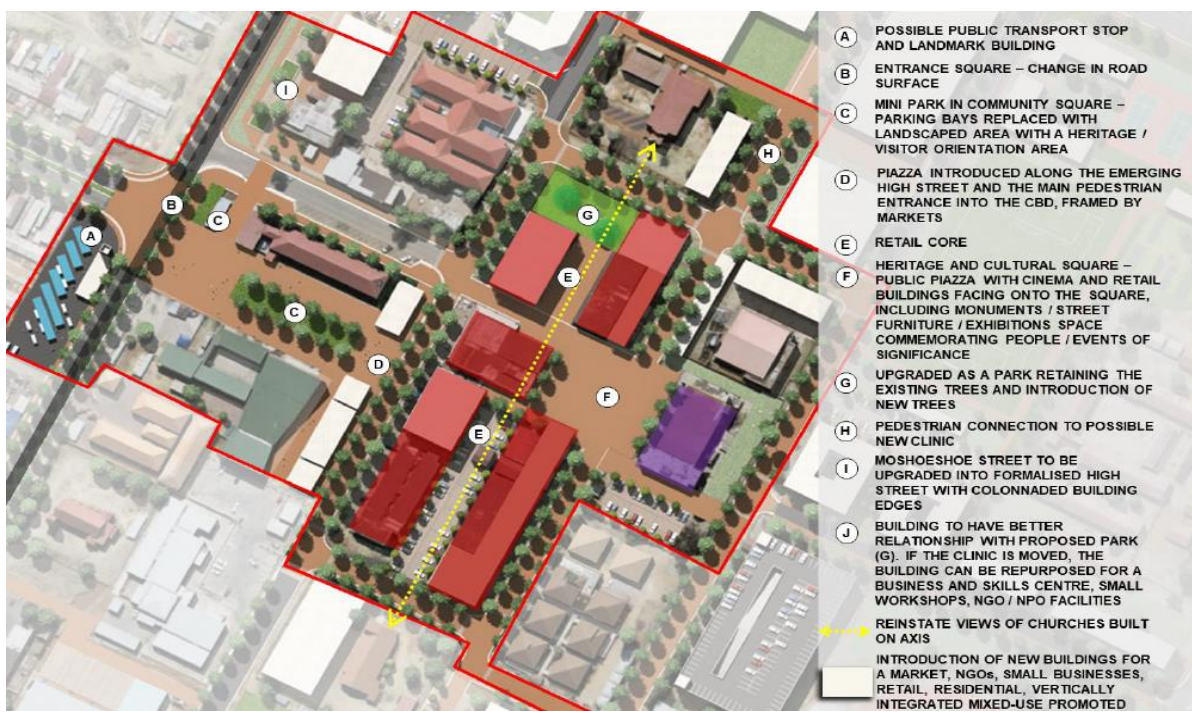 A
POSSIBLE PUBLIC TRANSPORT STOP
AND LANDMARK BUILDING
B
ENTRANCE SQUARE – CHANGE IN ROAD
SURFACE
C
MINI PARK IN COMMUNITY SQUARE –
PARKING BAYS REPLACED WITH
LANDSCAPED AREA WITH A HERITAGE /
VISITOR ORIENTATION AREA
D
PIAZZA INTRODUCED ALONG THE EMERGING
HIGH STREET AND THE MAIN PEDESTRIAN
ENTRANCE INTO THE CBD, FRAMED BY
MARKETS
E
RETAIL CORE
F
HERITAGE AND CULTURAL SQUARE –
PUBLIC PIAZZA WITH CINEMA AND RETAIL
BUILDINGS FACING ONTO THE SQUARE,
INCLUDING MONUMENTS / STREET
FURNITURE / EXHIBITIONS SPACE
COMMEMORATING PEOPLE / EVENTS OF
SIGNIFICANCE
G
UPGRADED AS A PARK RETAINING THE
EXISTING TREES AND INTRODUCTION OF
NEW TREES
H
PEDESTRIAN CONNECTION TO POSSIBLE
NEW CLINIC
I
MOSHOESHOE STREET TO BE
UPGRADED INTO FORMALISED HIGH
STREET WITH COLONNADED BUILDING
EDGES
J
BUILDING TO HAVE BETTER
RELATIONSHIP WITH PROPOSED PARK
(G). IF THE CLINIC IS MOVED, THE
BUILDING CAN BE REPURPOSED FOR A
BUSINESS AND SKILLS CENTRE, SMALL
WORKSHOPS, NGO / NPO FACILITIES
REINSTATE VIEWS OF CHURCHES BUILT
ON AXIS
INTRODUCTION OF NEW BUILDINGS FOR
A MARKET, NGOs, SMALL BUSINESSES,
RETAIL, RESIDENTIAL, VERTICALLY
INTEGRATED MIXED-USE PROMOTED
I
H
B
C
G
A
E
C
D
F
E